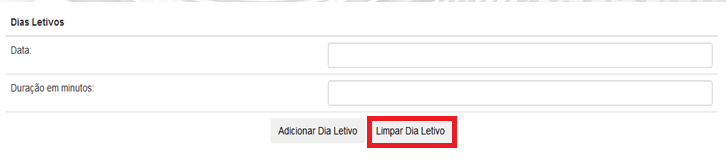 Dias Letivos
Data:
Duração em minutos:
Adicionar Dia Letivo Limpar Dia Letivo